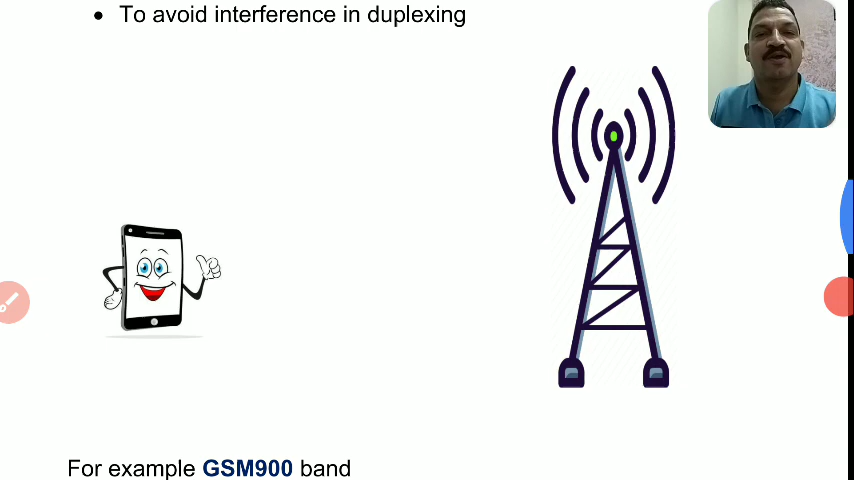 • To avoid interference in duplexing
For example GSM900 band